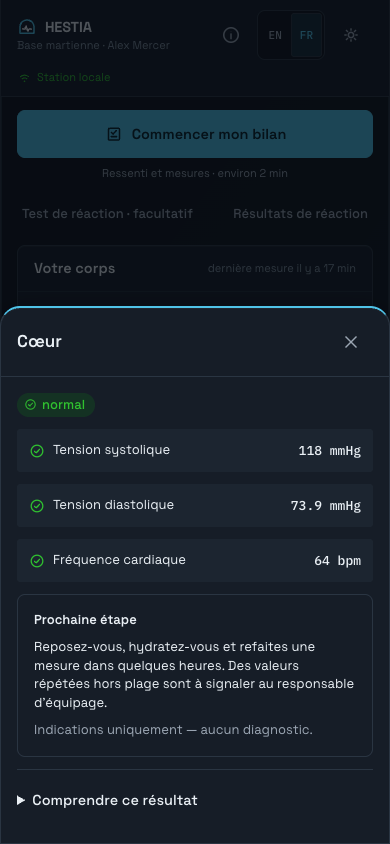 HESTIA
Base martienne · Alex Mercer
EN
FR
Station locale
Commencer mon bilan
Ressenti et mesures · environ 2 min
Test de réaction · facultatif
Résultats de réaction
Votre corps
dernière mesure il y a 17 min
Cœur
normal
Tension systolique
118 mmHg
Tension diastolique
73.9 mmHg
Fréquence cardiaque
64 bpm
Prochaine étape
Reposez-vous, hydratez-vous et refaites une
mesure dans quelques heures. Des valeurs
répétées hors plage sont à signaler au responsable
d'équipage.
Indications uniquement — aucun diagnostic.
Comprendre ce résultat